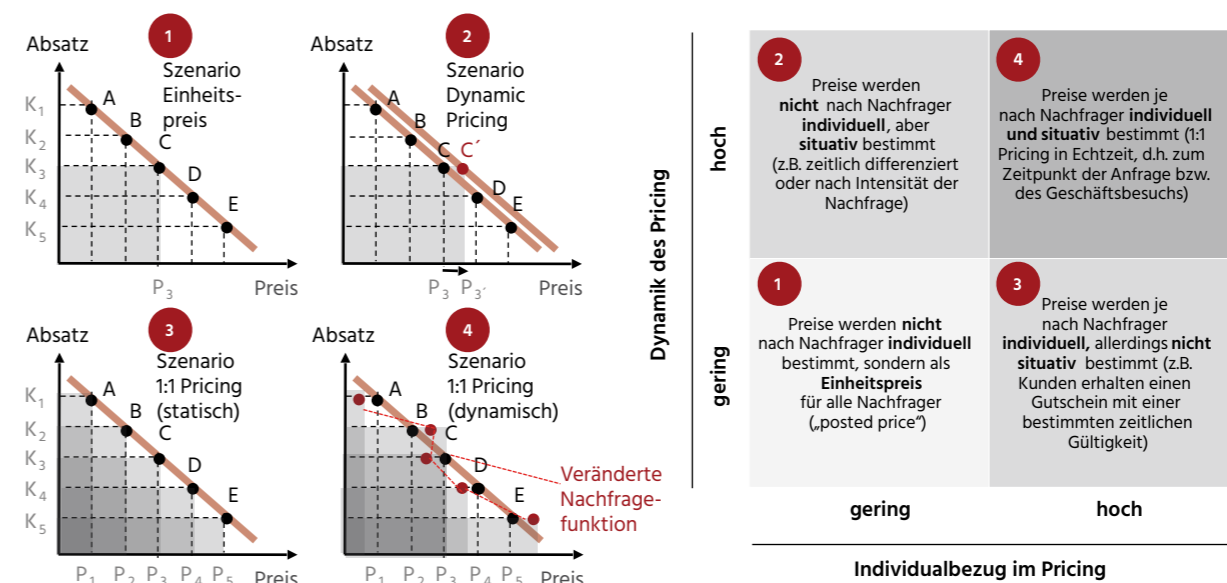 1
Absatz
Szenario
Einheits-
preis
K1
K2
K3
K4
K5
A
B
C
D
E
P3
Preis
2
Absatz
Szenario
Dynamic
Pricing
A
B
C
C´
D
E
P3
P3´
Preis
3
Absatz
Szenario
1:1 Pricing
(statisch)
K1
K2
K3
K4
K5
A
B
C
D
E
P1
P2
P3
P4
P5
Preis
4
Absatz
Szenario
1:1 Pricing
(dynamisch)
A
B
C
D
E
Veränderte
Nachfrage-
funktion
P1
P2
P3
P4
P5
Preis
Dynamik des Pricing
hoch
gering
2
Preise werden
nicht nach Nachfrager
individuell, aber
situativ bestimmt
(z.B. zeitlich differenziert
oder nach Intensität der
Nachfrage)
4
Preise werden je
nach Nachfrager individuell
und situativ bestimmt (1:1
Pricing in Echtzeit, d.h. zum
Zeitpunkt der Anfrage bzw.
des Geschäftsbesuchs)
1
Preise werden nicht
nach Nachfrager individuell
bestimmt, sondern als
Einheitspreis
für alle Nachfrager
(„posted price“)
3
Preise werden je
nach Nachfrager
individuell, allerdings nicht
situativ bestimmt (z.B.
Kunden erhalten einen
Gutschein mit einer
bestimmten zeitlichen
Gültigkeit)
gering
hoch
Individualbezug im Pricing